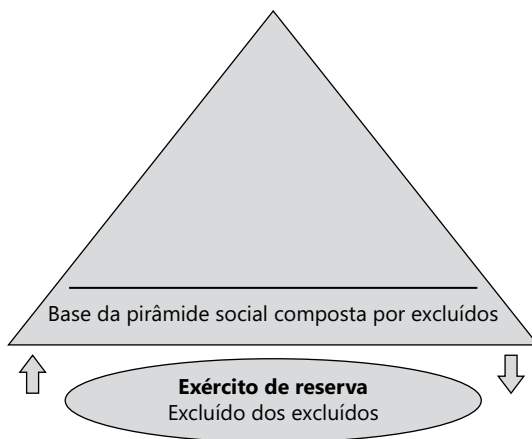 Base da pirâmide social composta por excluídos
Exército de reserva
Excluído dos excluídos